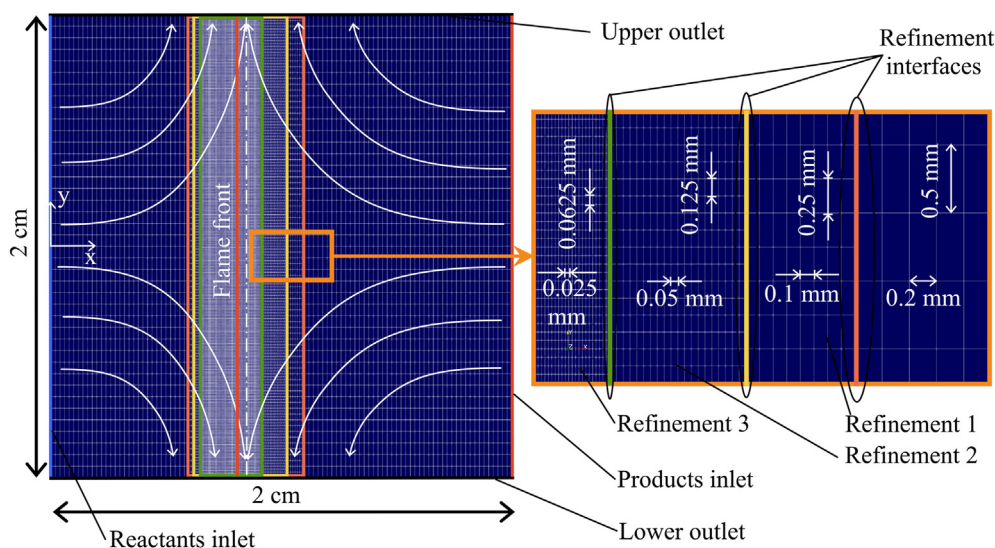 Upper outlet
Refinement
interfaces
2 cm
y
x
Flame front
0.0625 mm
0.125 mm
0.25 mm
0.5 mm
0.025
mm
0.05 mm
0.1 mm
0.2 mm
Refinement 3
Refinement 1
Refinement 2
Products inlet
2 cm
Lower outlet
Reactants inlet